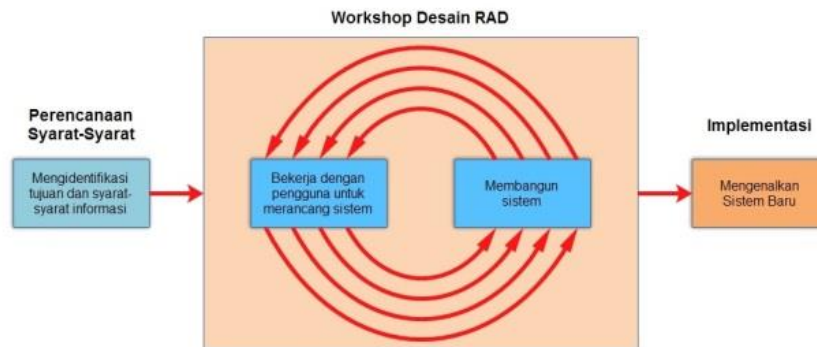 Workshop Desain RAD
Perencanaan
Syarat-Syarat
Mengidentifikasi
tujuan dan syarat-
syarat informasi
Bekerja dengan
pengguna untuk
merancang sistem
Membangun
sistem
Implementasi
Mengenalkan
Sistem Baru